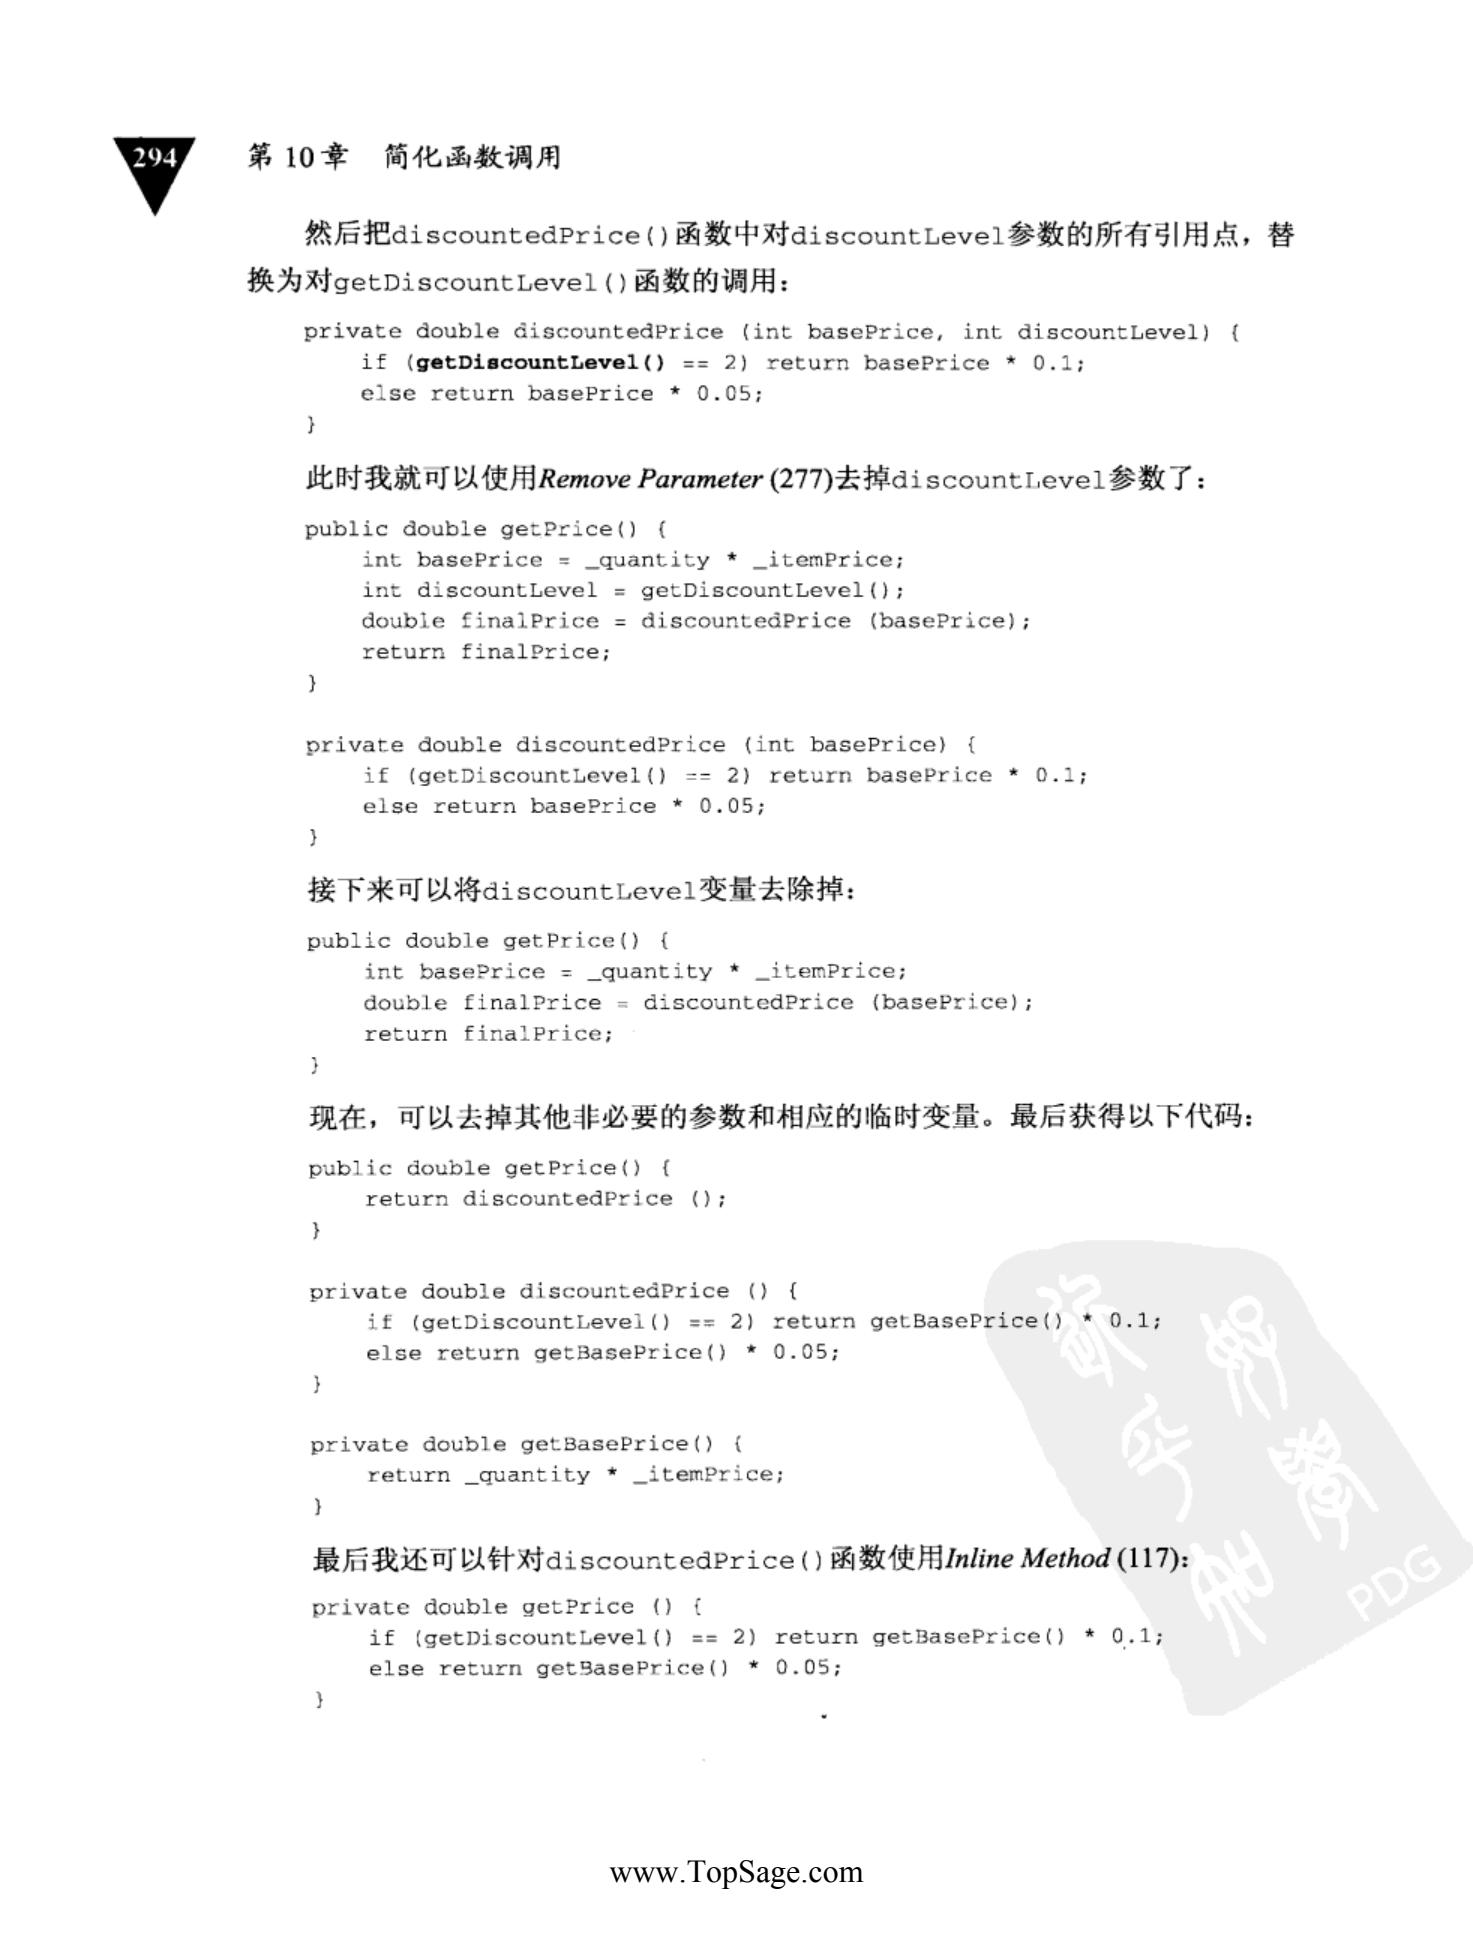 294
第 10 章 简化函数调用
然后把discountedPrice()函数中对discountLevel参数的所有引用点，替
换为对getDiscountLevel()函数的调用：
private double discountedPrice (int basePrice, int discountLevel) {
    if (getDiscountLevel() == 2) return basePrice * 0.1;
    else return basePrice * 0.05;
}
此时我就可以使用Remove Parameter (277)去掉discountLevel参数了：
public double getPrice() {
    int basePrice = _quantity * _itemPrice;
    int discountLevel = getDiscountLevel();
    double finalPrice = discountedPrice (basePrice);
    return finalPrice;
}
private double discountedPrice (int basePrice) {
    if (getDiscountLevel() == 2) return basePrice * 0.1;
    else return basePrice * 0.05;
}
接下来可以将discountLevel变量去除掉：
public double getPrice() {
    int basePrice = _quantity * _itemPrice;
    double finalPrice = discountedPrice (basePrice);
    return finalPrice;
}
现在，可以去掉其他非必要的参数和相应的临时变量。最后获得以下代码：
public double getPrice() {
    return discountedPrice ();
}
private double discountedPrice () {
    if (getDiscountLevel() == 2) return getBasePrice() * 0.1;
    else return getBasePrice() * 0.05;
}
private double getBasePrice() {
    return _quantity * _itemPrice;
}
最后我还可以针对discountedPrice()函数使用Inline Method (117)：
private double getPrice () {
    if (getDiscountLevel() == 2) return getBasePrice() * 0.1;
    else return getBasePrice() * 0.05;
}
PDG
www.TopSage.com